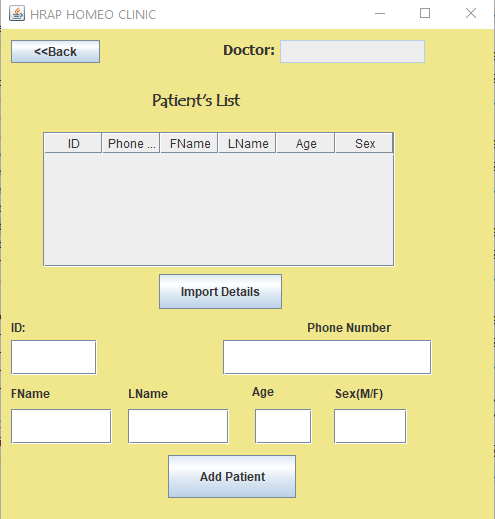 HRAP HOMEO CLINIC
<<Back
Doctor:
Patient's List
ID Phone ... FName LName Age Sex
Import Details
ID: Phone Number
FName LName Age Sex(M/F)
Add Patient